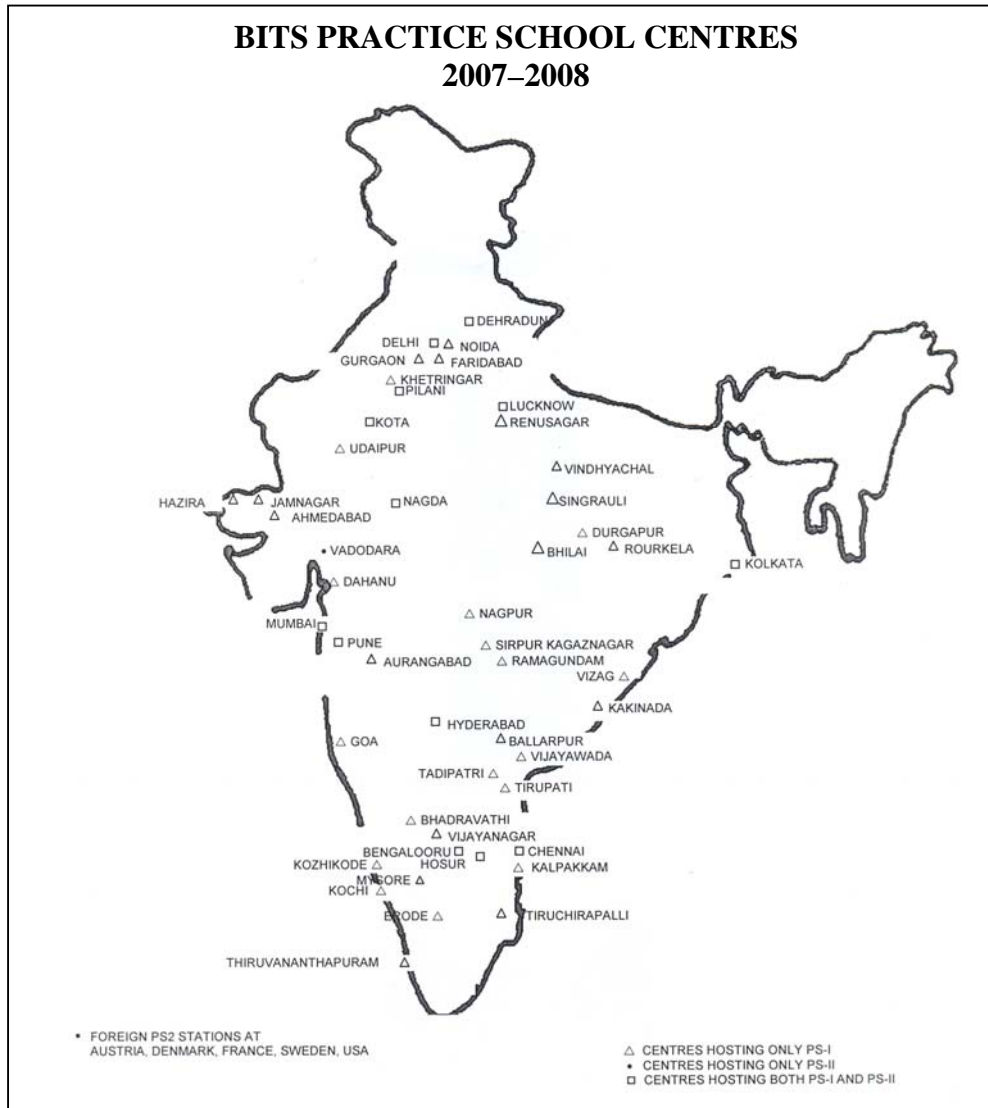 BITS PRACTICE SCHOOL CENTRES
2007–2008
DEHRADUN
DELHI
NOIDA
GURGAON
FARIDABAD
KHETRINGAR
PILANI
LUCKNOW
KOTA
RENUSAGAR
UDAIPUR
VINDHYACHAL
HAZIRA
JAMNAGAR
NAGDA
SINGRAULI
AHMEDABAD
DURGAPUR
VADODARA
BHILAI
ROURKELA
KOLKATA
DAHANU
NAGPUR
MUMBAI
PUNE
SIRPUR KAGAZNAGAR
AURANGABAD
RAMAGUNDAM
VIZAG
KAKINADA
HYDERABAD
GOA
BALLARPUR
VIJAYAWADA
TADIPATRI
TIRUPATI
BHADRAVATHI
VIJAYANAGAR
BENGALOORU
CHENNAI
KOZHIKODE
HOSUR
KALPAKKAM
MYSORE
KOCHI
ERODE
TIRUCHIRAPALLI
THIRUVANANTHAPURAM
* FOREIGN PS2 STATIONS AT
AUSTRIA, DENMARK, FRANCE, SWEDEN, USA
△ CENTRES HOSTING ONLY PS-I
• CENTRES HOSTING ONLY PS-II
□ CENTRES HOSTING BOTH PS-I AND PS-II